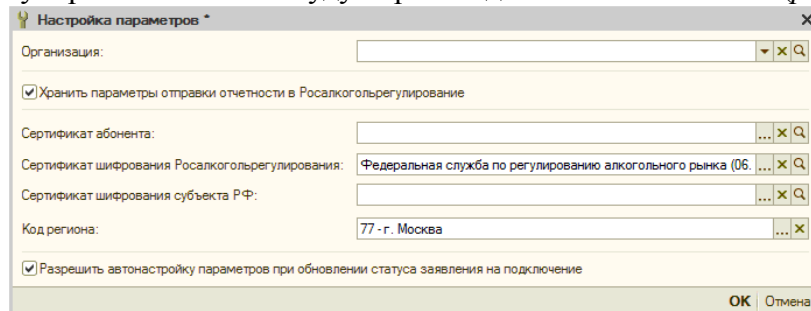 Настройка параметров *
Организация:
Хранить параметры отправки отчетности в Росалкогольрегулирование
Сертификат абонента:
Сертификат шифрования Росалкогольрегулирования: Федеральная служба по регулированию алкогольного рынка (06.
Сертификат шифрования субъекта РФ:
Код региона: 77 - г. Москва
Разрешить автонастройку параметров при обновлении статуса заявления на подключение
OK Отмена